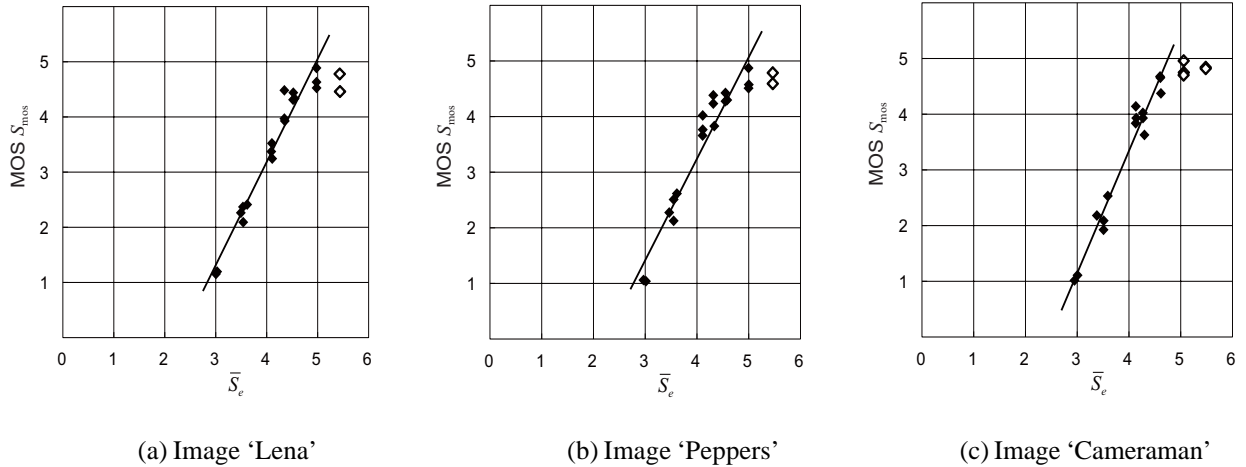 5
4
3
2
1
0 1 2 3 4 5 6
MOS S_mos
S̅_e
(a) Image ‘Lena’
5
4
3
2
1
0 1 2 3 4 5 6
MOS S_mos
S̅_e
(b) Image ‘Peppers’
5
4
3
2
1
0 1 2 3 4 5 6
MOS S_mos
S̅_e
(c) Image ‘Cameraman’